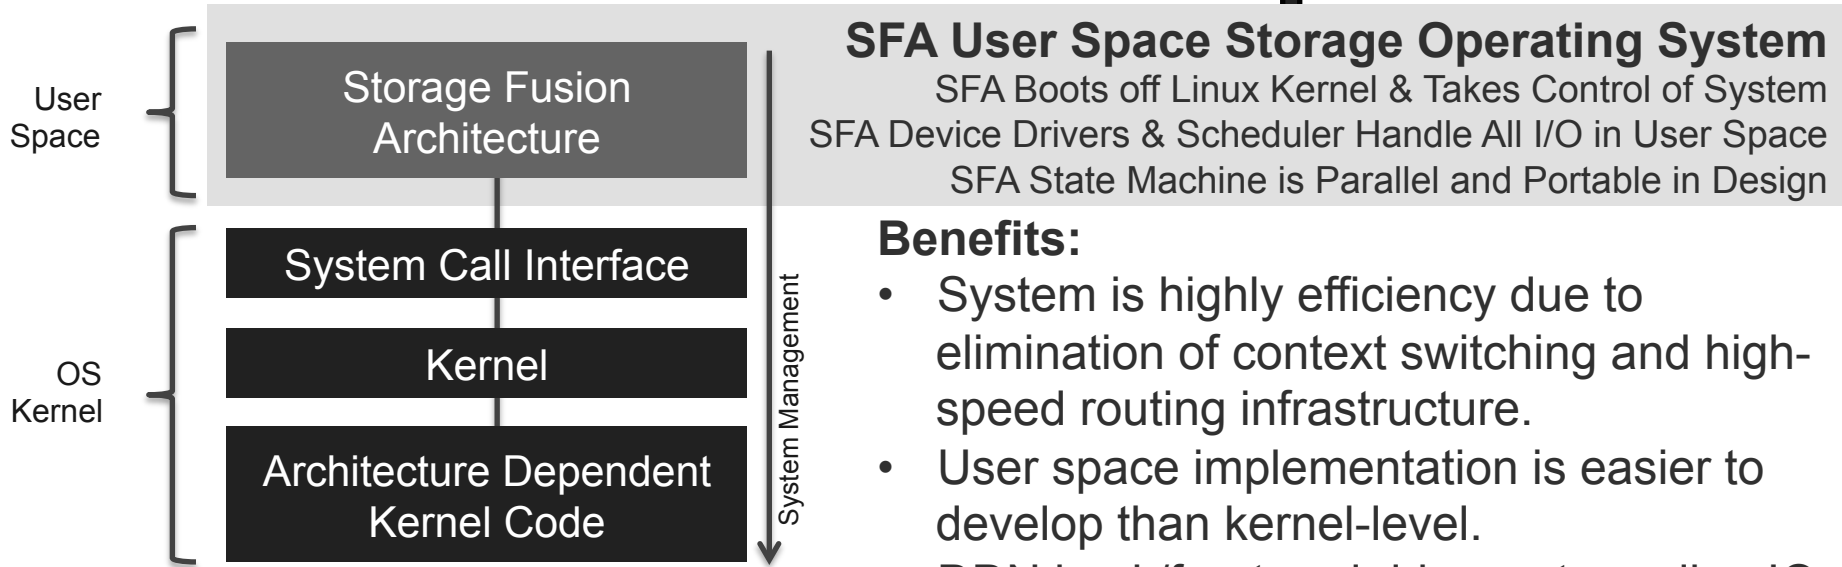 User
Space
Storage Fusion
Architecture
SFA User Space Storage Operating System
SFA Boots off Linux Kernel & Takes Control of System
SFA Device Drivers & Scheduler Handle All I/O in User Space
SFA State Machine is Parallel and Portable in Design
OS
Kernel
System Call Interface
Kernel
Architecture Dependent
Kernel Code
System Management
Benefits:
• System is highly efficiency due to
elimination of context switching and high-
speed routing infrastructure.
• User space implementation is easier to
develop than kernel-level.